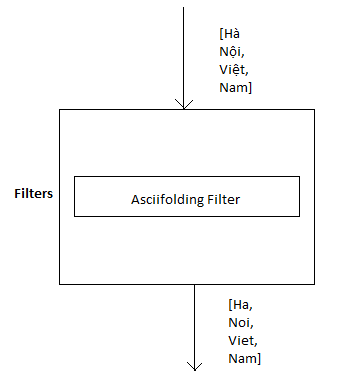 [Hà
Nội,
Việt,
Nam]
Filters
Asciifolding Filter
[Ha,
Noi,
Viet,
Nam]